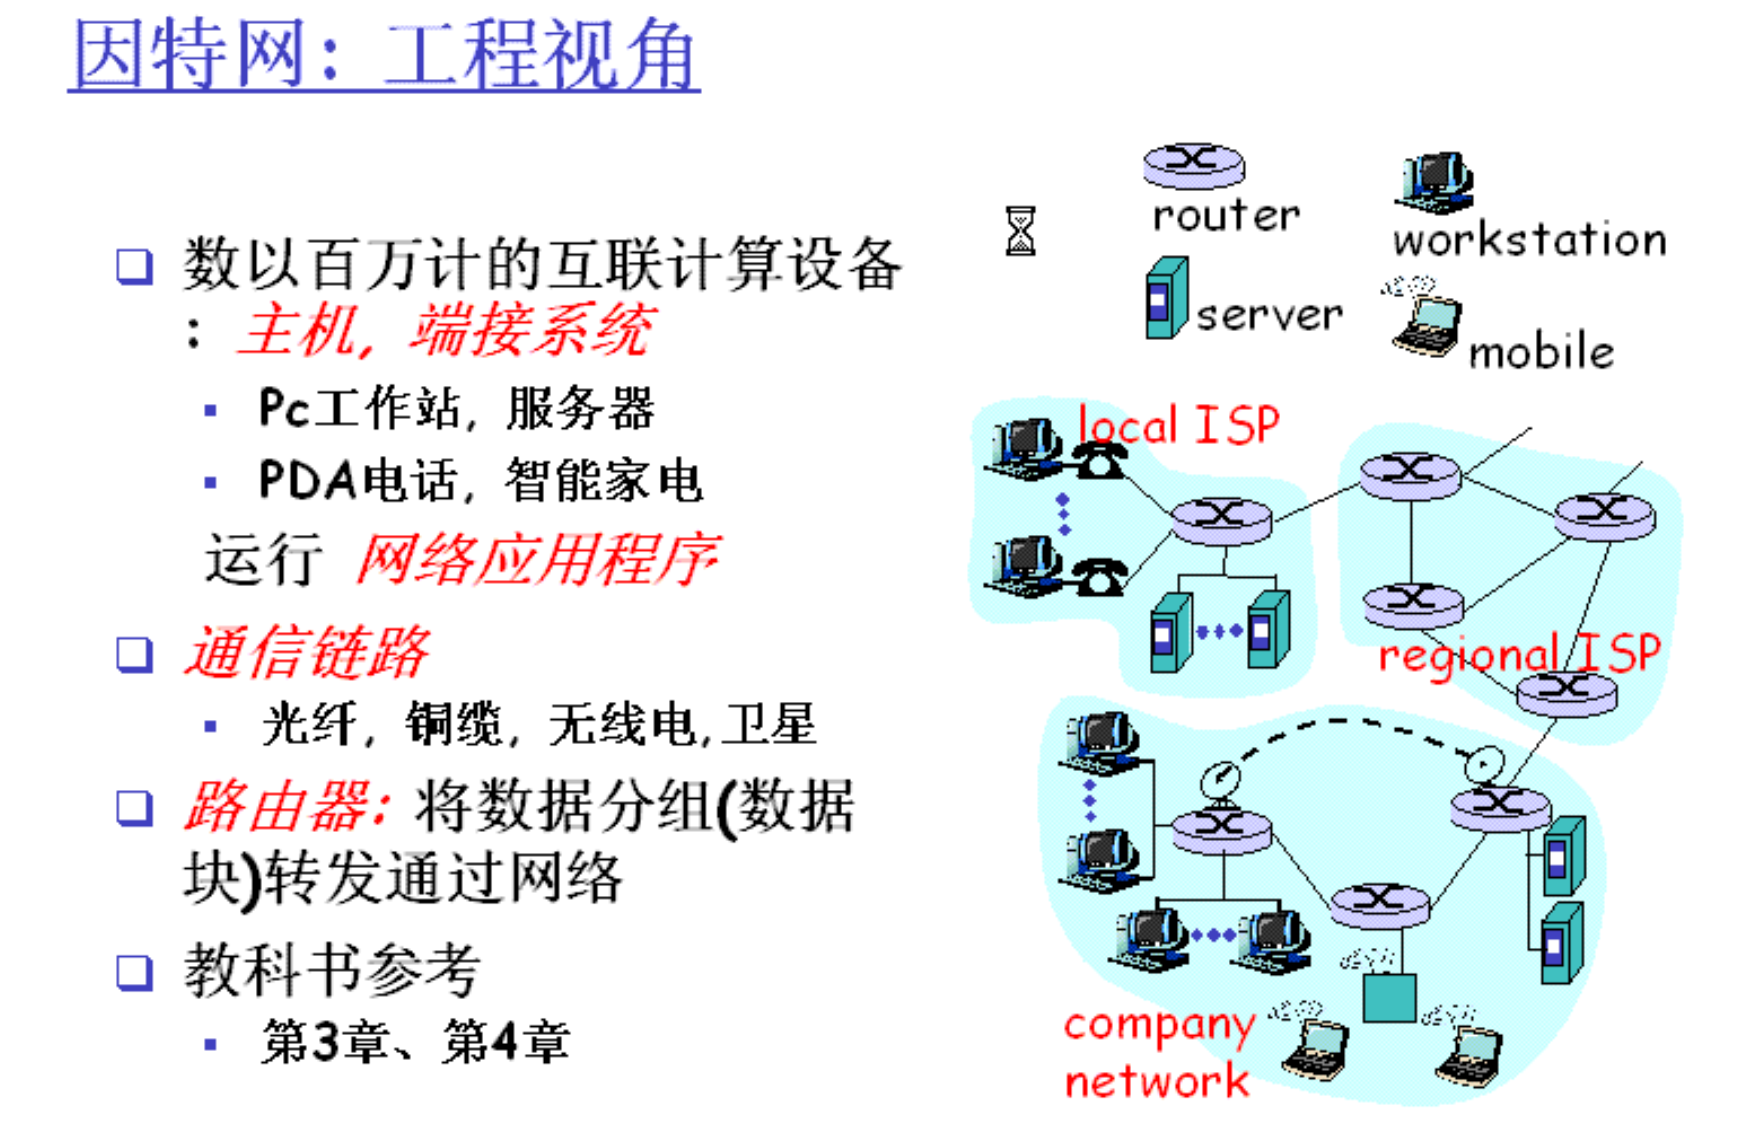 因特网：工程视角
数以百万计的互联计算设备
：主机, 端接系统
Pc工作站, 服务器
PDA电话, 智能家电
运行 网络应用程序
通信链路
光纤, 铜缆, 无线电,卫星
路由器: 将数据分组(数据
块)转发通过网络
教科书参考
第3章、第4章
router
workstation
server
mobile
local ISP
regional ISP
company
network